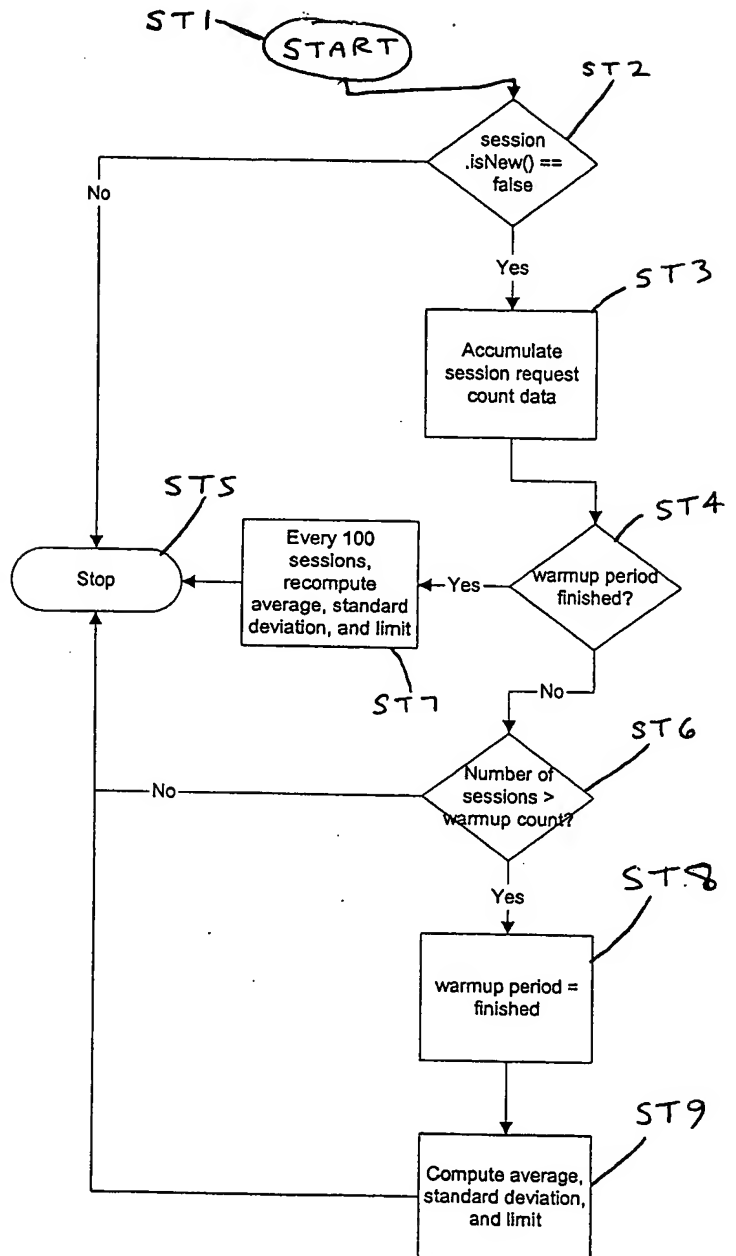 ST1
START
ST2
session
.isNew() ==
false
No
Yes
ST3
Accumulate
session request
count data
ST5
ST4
Stop
Every 100
sessions,
recompute
average, standard
deviation, and limit
Yes
warmup period
finished?
ST7
No
ST6
Number of
sessions >
warmup count?
No
Yes
ST8
warmup period =
finished
ST9
Compute average,
standard deviation,
and limit